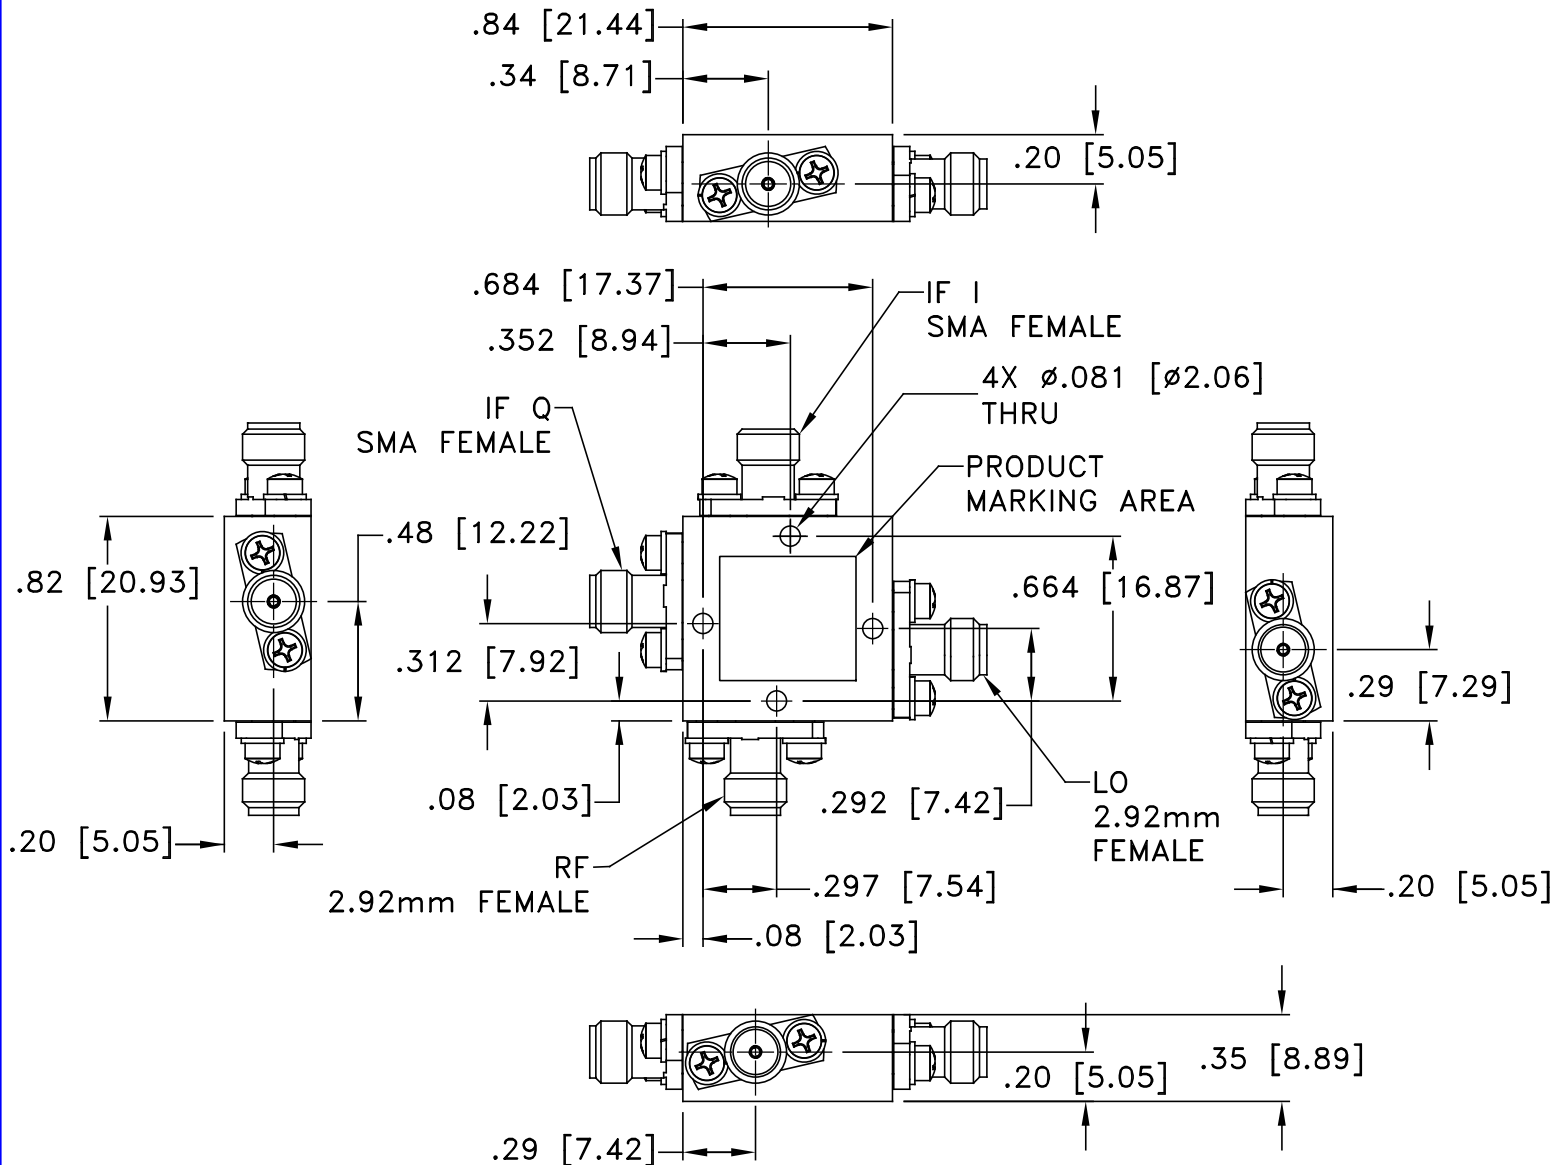 .84 [21.44]
.34 [8.71]
.20 [5.05]
.684 [17.37]
IF I
SMA FEMALE
.352 [8.94]
4X ø.081 [ø2.06]
THRU
IF Q
SMA FEMALE
PRODUCT
MARKING AREA
.48 [12.22]
.82 [20.93]
.664 [16.87]
.312 [7.92]
.29 [7.29]
.08 [2.03]
.292 [7.42]
LO
2.92mm
FEMALE
.20 [5.05]
RF
2.92mm FEMALE
.297 [7.54]
.20 [5.05]
.08 [2.03]
.35 [8.89]
.20 [5.05]
.29 [7.42]